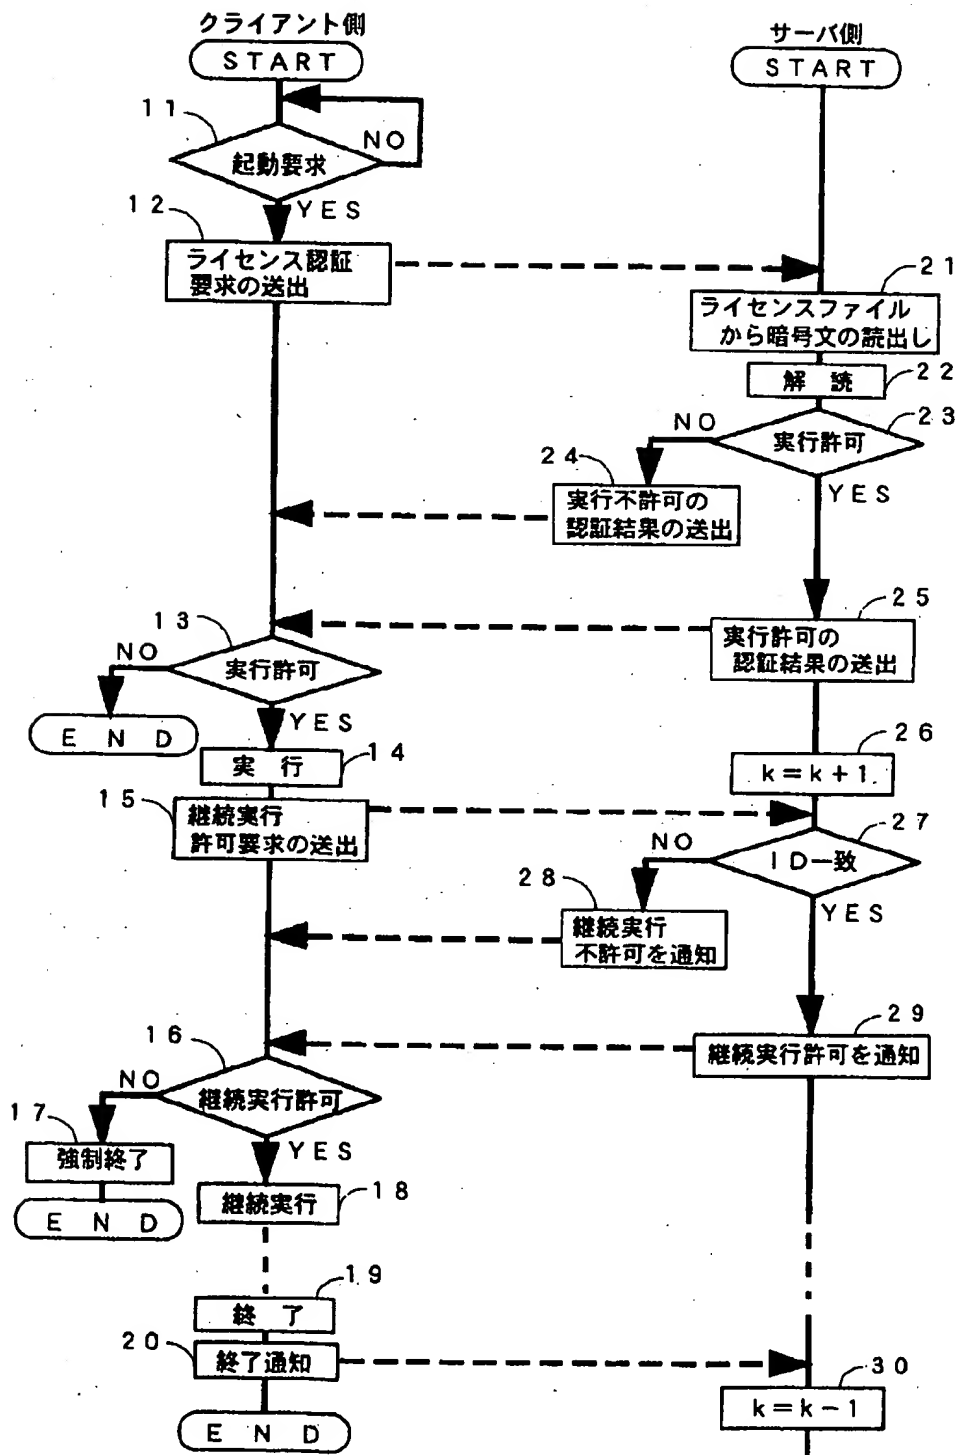 クライアント側
START
11
起動要求
NO
YES
12
ライセンス認証
要求の送出
13
実行許可
NO
END
YES
実 行
14
15
継続実行
許可要求の送出
16
継続実行許可
NO
17
強制終了
END
YES
継続実行
18
19
終 了
20
終了通知
END
サーバ側
START
21
ライセンスファイル
から暗号文の読出し
解 読
22
23
実行許可
NO
24
実行不許可の
認証結果の送出
YES
25
実行許可の
認証結果の送出
26
k=k+1
27
ID一致
NO
28
継続実行
不許可を通知
YES
29
継続実行許可を通知
30
k=k-1